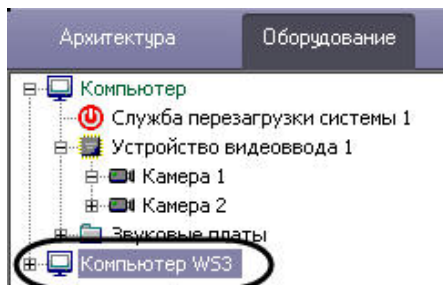 Архитектура Оборудование
Компьютер
Служба перезагрузки системы 1
Устройство видеоввода 1
Камера 1
Камера 2
Звуковые платы
Компьютер WS3